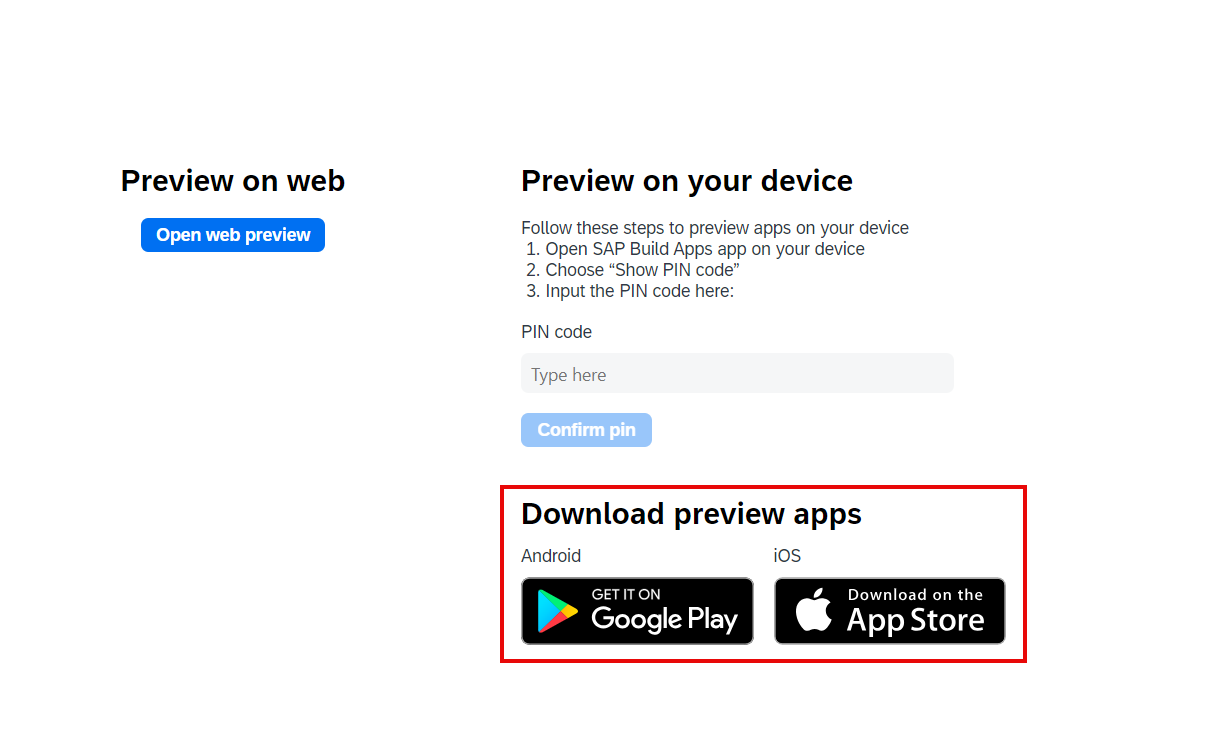 Preview on web
Open web preview
Preview on your device
Follow these steps to preview apps on your device
1. Open SAP Build Apps app on your device
2. Choose “Show PIN code”
3. Input the PIN code here:
PIN code
Type here
Confirm pin
Download preview apps
Android
GET IT ON
Google Play
iOS
Download on the
App Store